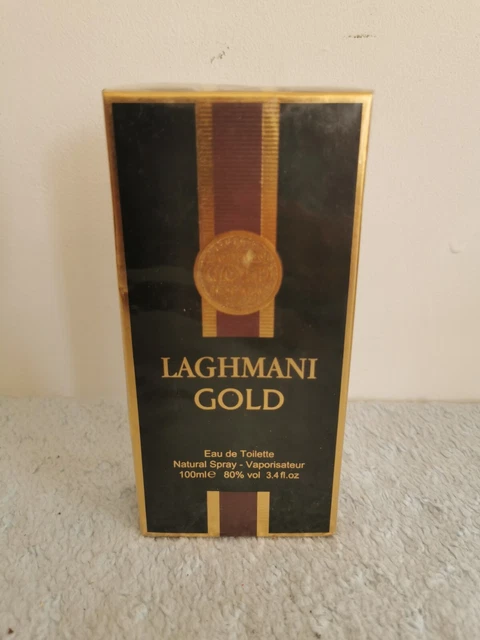 LAGHMANI
GOLD
Eau de Toilette
Natural Spray - Vaporisateur
100ml℮ 80% vol 3.4 fl.oz